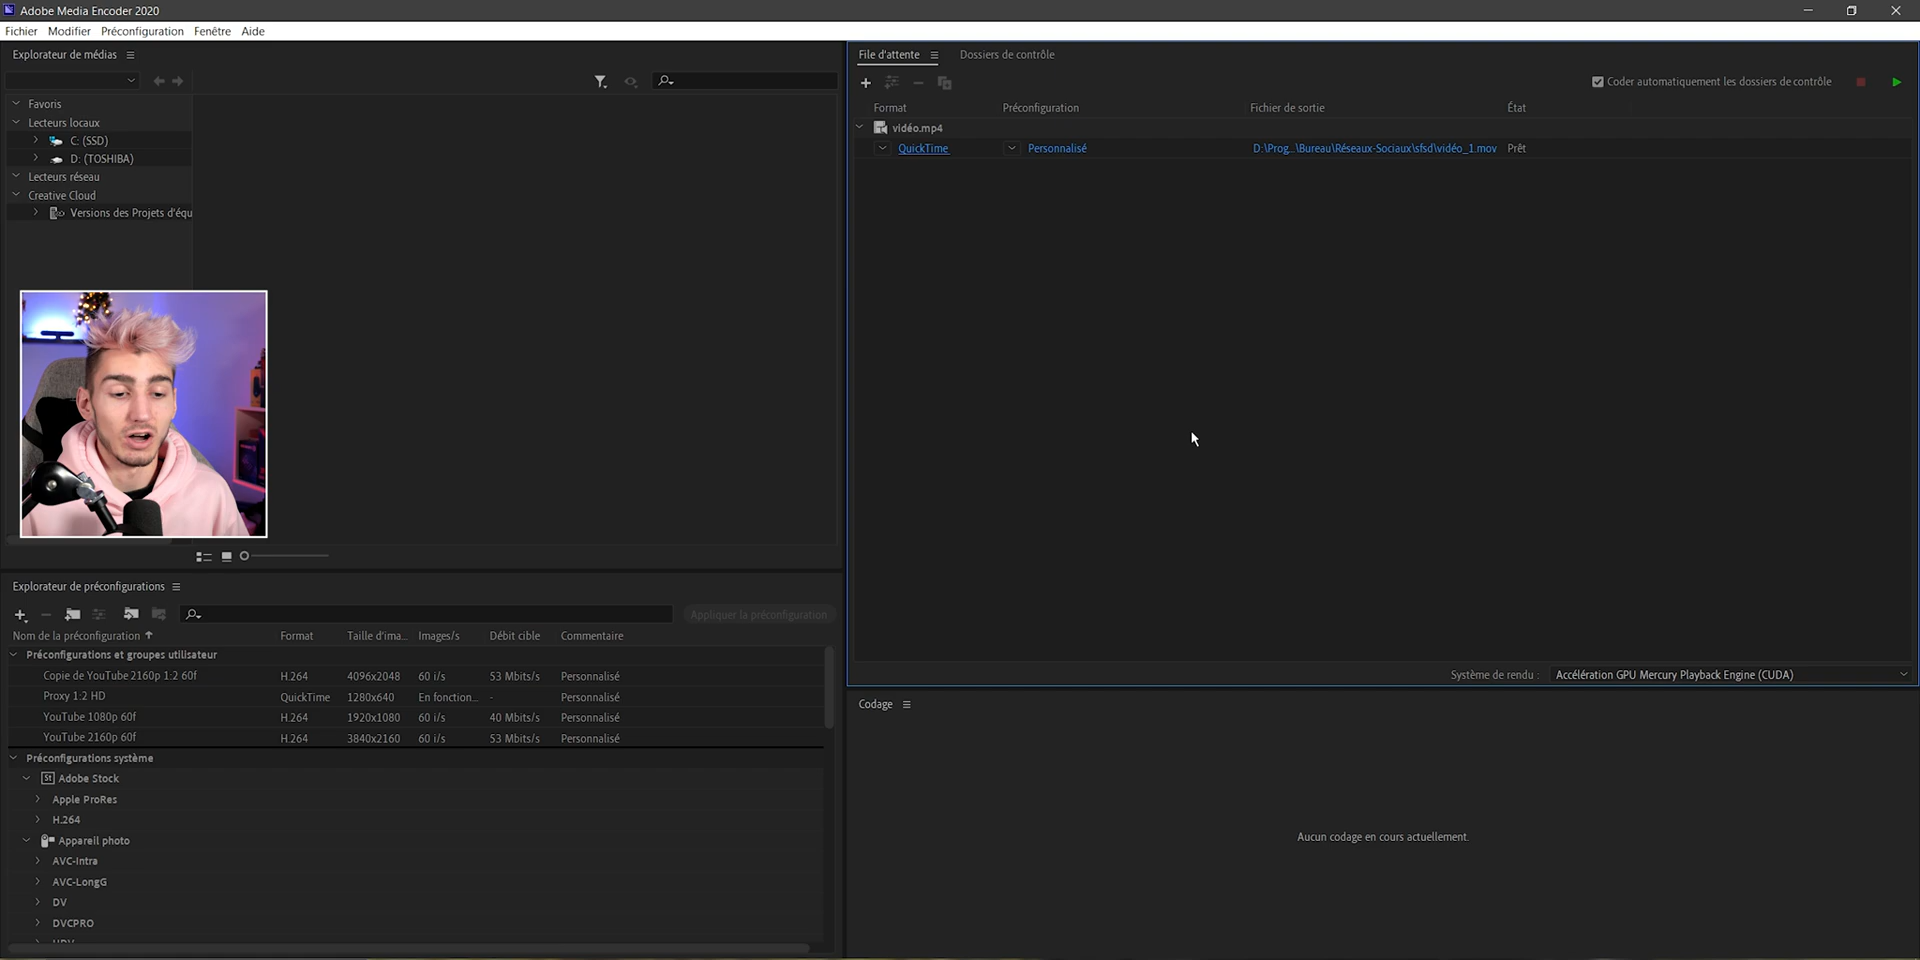 Adobe Media Encoder 2020
Fichier Modifier Préconfiguration Fenêtre Aide
Explorateur de médias
Favoris
Lecteurs locaux
C: (SSD)
D: (TOSHIBA)
Lecteurs réseau
Creative Cloud
Versions des Projets d'équ
File d'attente Dossiers de contrôle
Coder automatiquement les dossiers de contrôle
Format Préconfiguration Fichier de sortie État
vidéo.mp4
QuickTime Personnalisé D:\Prog...\Bureau\Réseaux-Sociaux\sfsd\vidéo_1.mov Prêt
Système de rendu : Accélération GPU Mercury Playback Engine (CUDA)
Explorateur de préconfigurations
Appliquer la préconfiguration
Nom de la préconfiguration Format Taille d'ima... Images/s Débit cible Commentaire
Préconfigurations et groupes utilisateur
Copie de YouTube 2160p 1:2 60f H.264 4096x2048 60 i/s 53 Mbits/s Personnalisé
Proxy 1:2 HD QuickTime 1280x640 En fonction... - Personnalisé
YouTube 1080p 60f H.264 1920x1080 60 i/s 40 Mbits/s Personnalisé
YouTube 2160p 60f H.264 3840x2160 60 i/s 53 Mbits/s Personnalisé
Préconfigurations système
St Adobe Stock
Apple ProRes
H.264
Appareil photo
AVC-Intra
AVC-LongG
DV
DVCPRO
HDV
Codage
Aucun codage en cours actuellement.